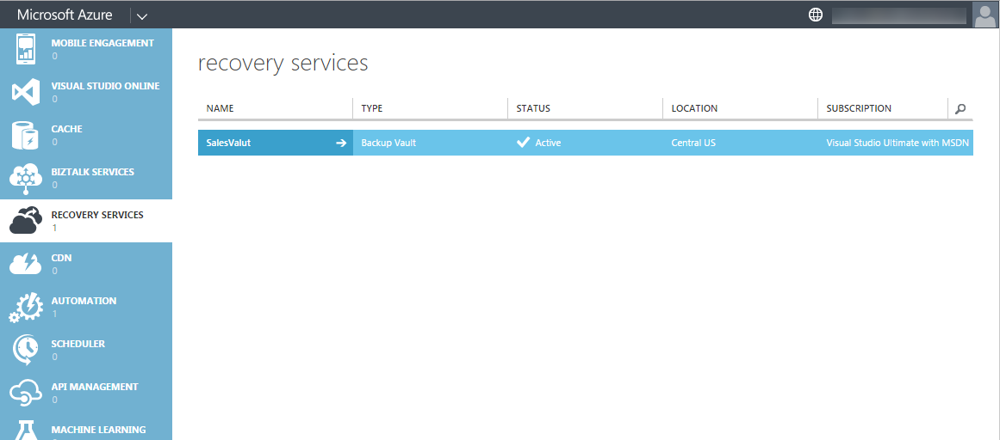 Microsoft Azure
MOBILE ENGAGEMENT
0
VISUAL STUDIO ONLINE
0
CACHE
0
BIZTALK SERVICES
0
RECOVERY SERVICES
1
CDN
0
AUTOMATION
1
SCHEDULER
0
API MANAGEMENT
0
MACHINE LEARNING
recovery services
NAME TYPE STATUS LOCATION SUBSCRIPTION
SalesValut Backup Vault Active Central US Visual Studio Ultimate with MSDN